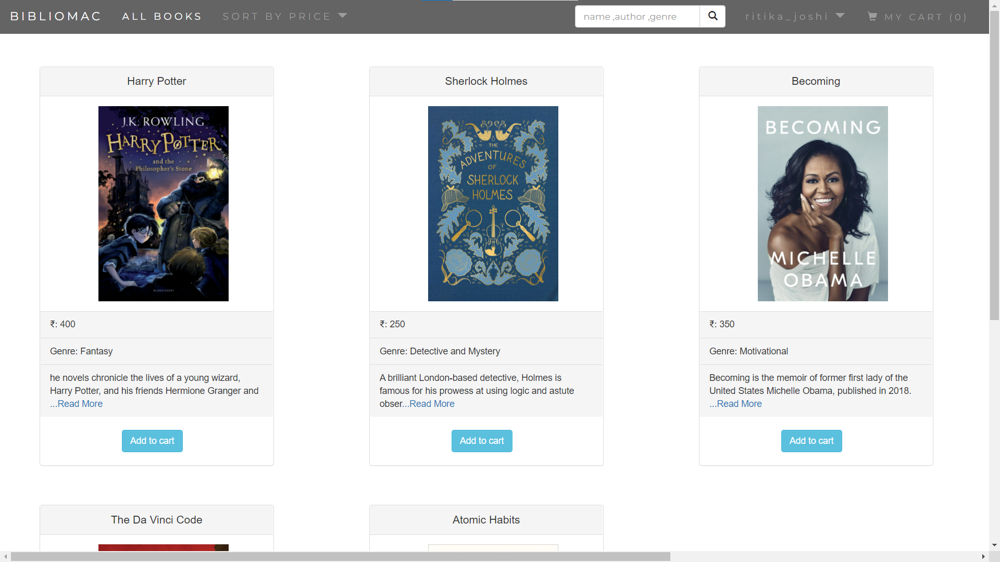 BIBLIOMAC ALL BOOKS SORT BY PRICE name ,author ,genre ritika_joshi MY CART (0)
Harry Potter
J.K. ROWLING
HARRY POTTER
and the
Philosopher's Stone
BLOOMSBURY
₹: 400
Genre: Fantasy
he novels chronicle the lives of a young wizard,
Harry Potter, and his friends Hermione Granger and
...Read More
Add to cart
Sherlock Holmes
THE
ADVENTURES
OF
SHERLOCK
HOLMES
₹: 250
Genre: Detective and Mystery
A brilliant London-based detective, Holmes is
famous for his prowess at using logic and astute
obser...Read More
Add to cart
Becoming
BECOMING
MICHELLE
OBAMA
₹: 350
Genre: Motivational
Becoming is the memoir of former first lady of the
United States Michelle Obama, published in 2018.
...Read More
Add to cart
The Da Vinci Code
Atomic Habits